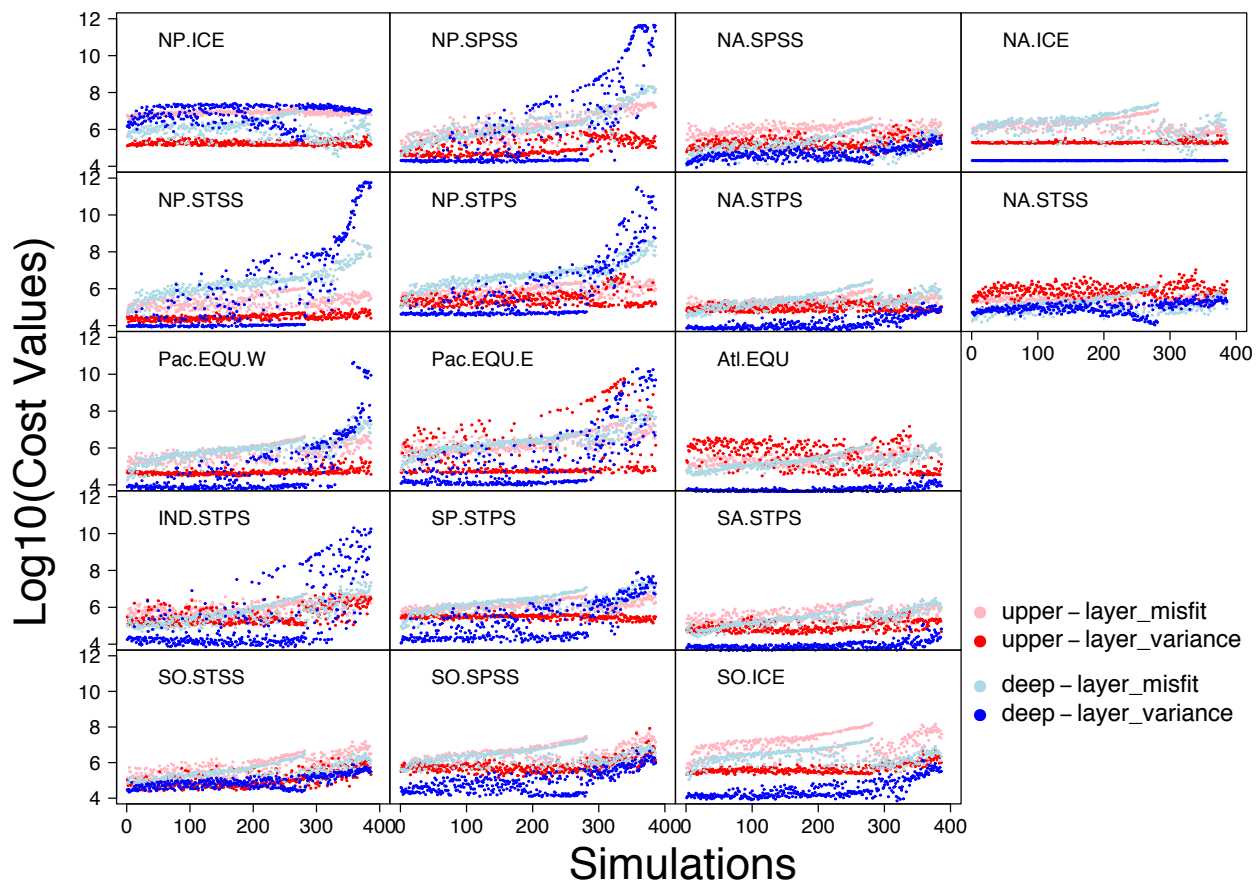 12
10
8
6
4
NP.ICE
NP.SPSS
NA.SPSS
NA.ICE
12
10
8
6
4
NP.STSS
NP.STPS
NA.STPS
NA.STSS
0 100 200 300 400
12
10
8
6
4
Pac.EQU.W
Pac.EQU.E
Atl.EQU
12
10
8
6
4
IND.STPS
SP.STPS
SA.STPS
12
10
8
6
4
SO.STSS
SO.SPSS
SO.ICE
0 100 200 300 400
0 100 200 300 400
0 100 200 300 400
Log10(Cost Values)
Simulations
upper-layer_misfit
upper-layer_variance
deep-layer_misfit
deep-layer_variance